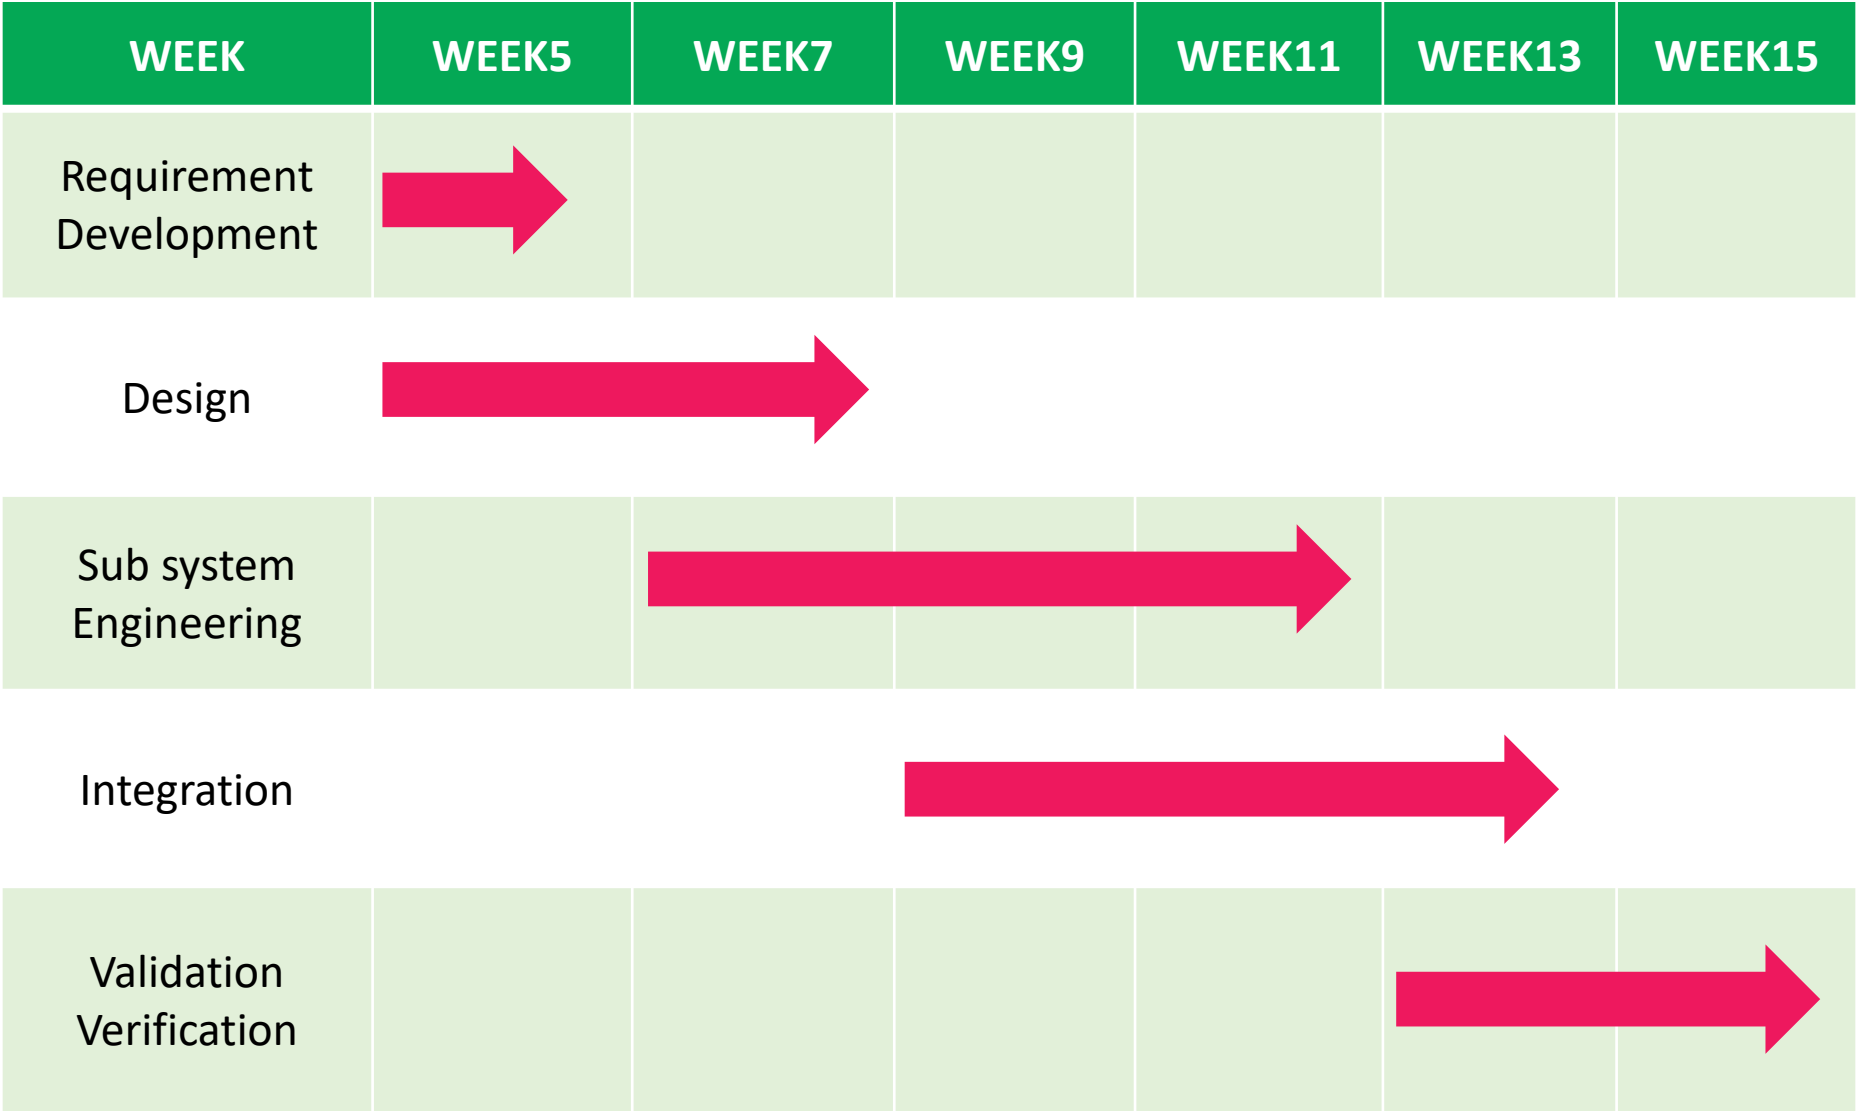 WEEK WEEK5 WEEK7 WEEK9 WEEK11 WEEK13 WEEK15
Requirement
Development
Design
Sub system
Engineering
Integration
Validation
Verification